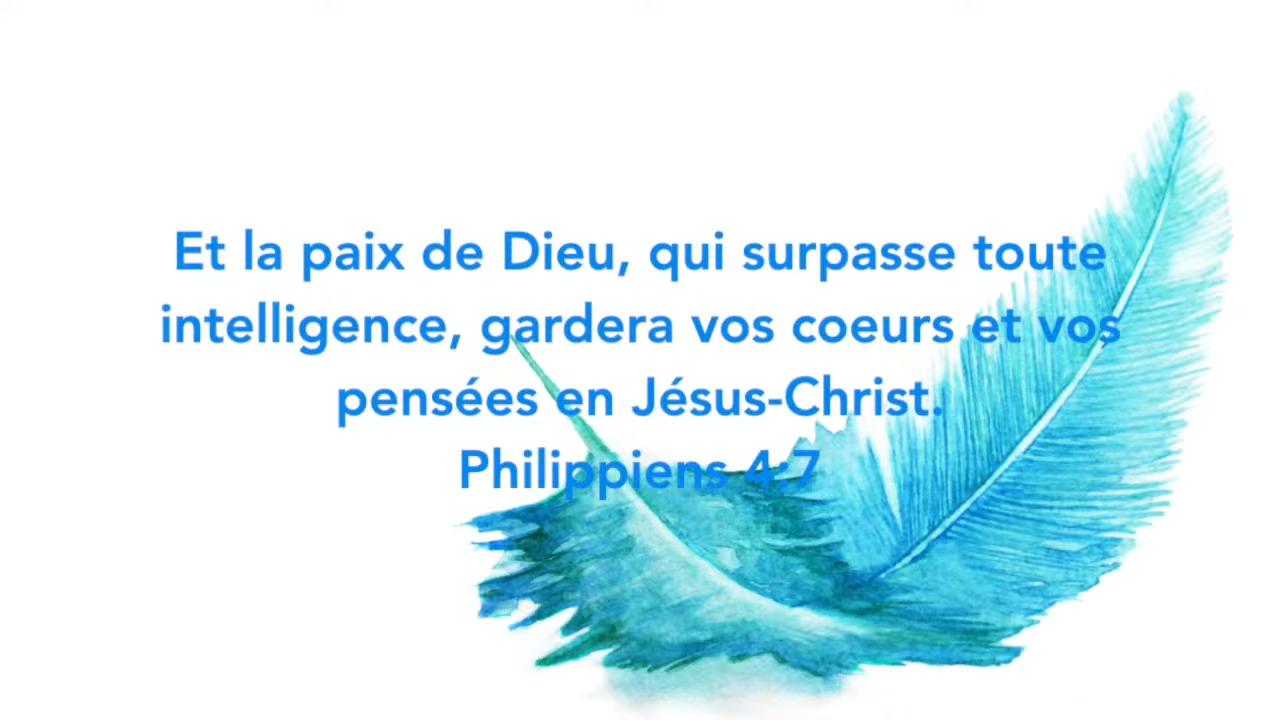 Et la paix de Dieu, qui surpasse toute
intelligence, gardera vos coeurs et vos
pensées en Jésus-Christ.
Philippiens 4:7